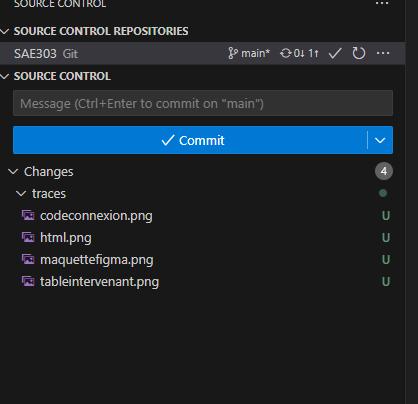 SOURCE CONTROL
SOURCE CONTROL REPOSITORIES
SAE303 Git main* 0↓ 1↑
SOURCE CONTROL
Message (Ctrl+Enter to commit on "main")
Commit
Changes 4
traces
codeconnexion.png U
html.png U
maquettefigma.png U
tableintervenant.png U